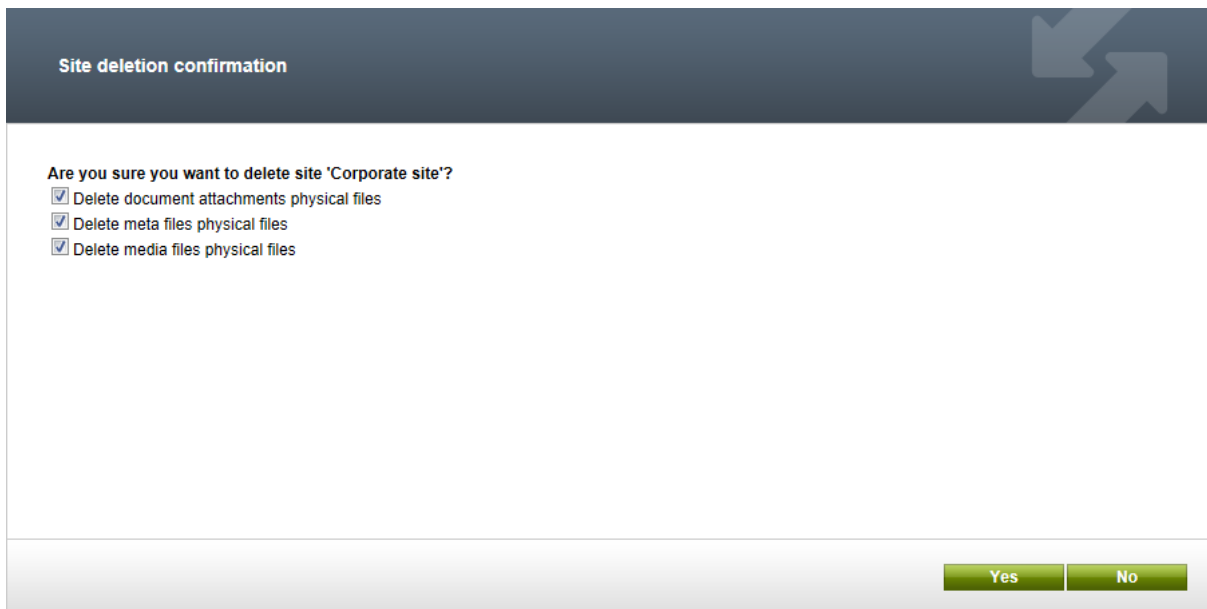 Site deletion confirmation
Are you sure you want to delete site 'Corporate site'?
Delete document attachments physical files
Delete meta files physical files
Delete media files physical files
Yes No